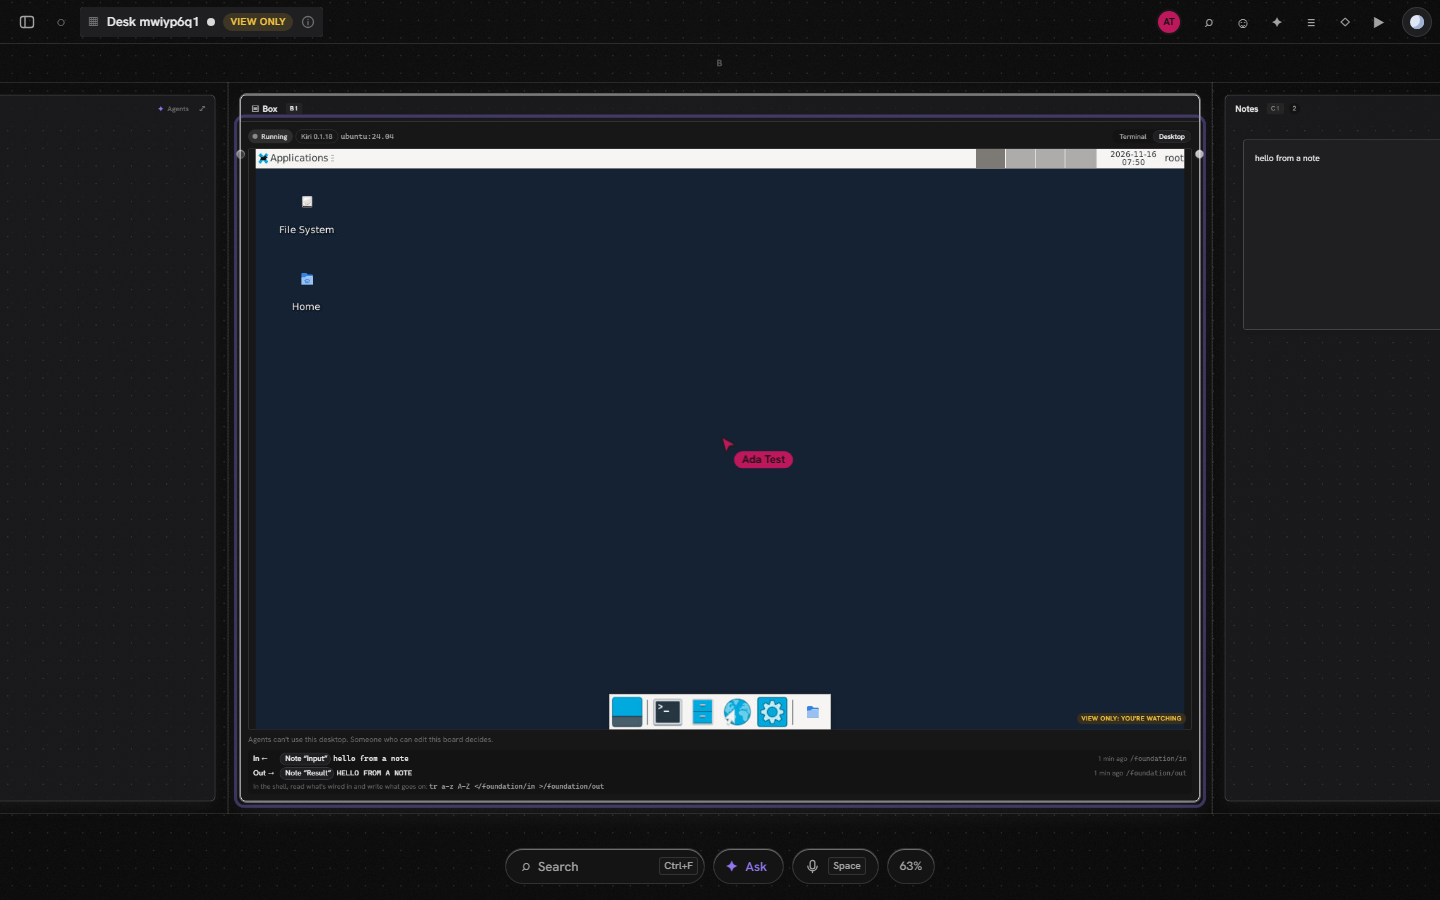 Desk mwiyp6q1 VIEW ONLY
AT
B
Agents
Box B1
Notes C1 2
Running Kiri 0.1.18 ubuntu:24.04
Terminal Desktop
Applications
2026-11-16
07:50
root
hello from a note
File System
Home
Ada Test
VIEW ONLY: YOU'RE WATCHING
Agents can't use this desktop. Someone who can edit this board decides.
In ← Note "Input" hello from a note 1 min ago /foundation/in
Out → Note "Result" HELLO FROM A NOTE 1 min ago /foundation/out
In the shell, read what's wired in and write what goes on: tr a-z A-Z </foundation/in >/foundation/out
Search Ctrl+F
Ask
Space
63%